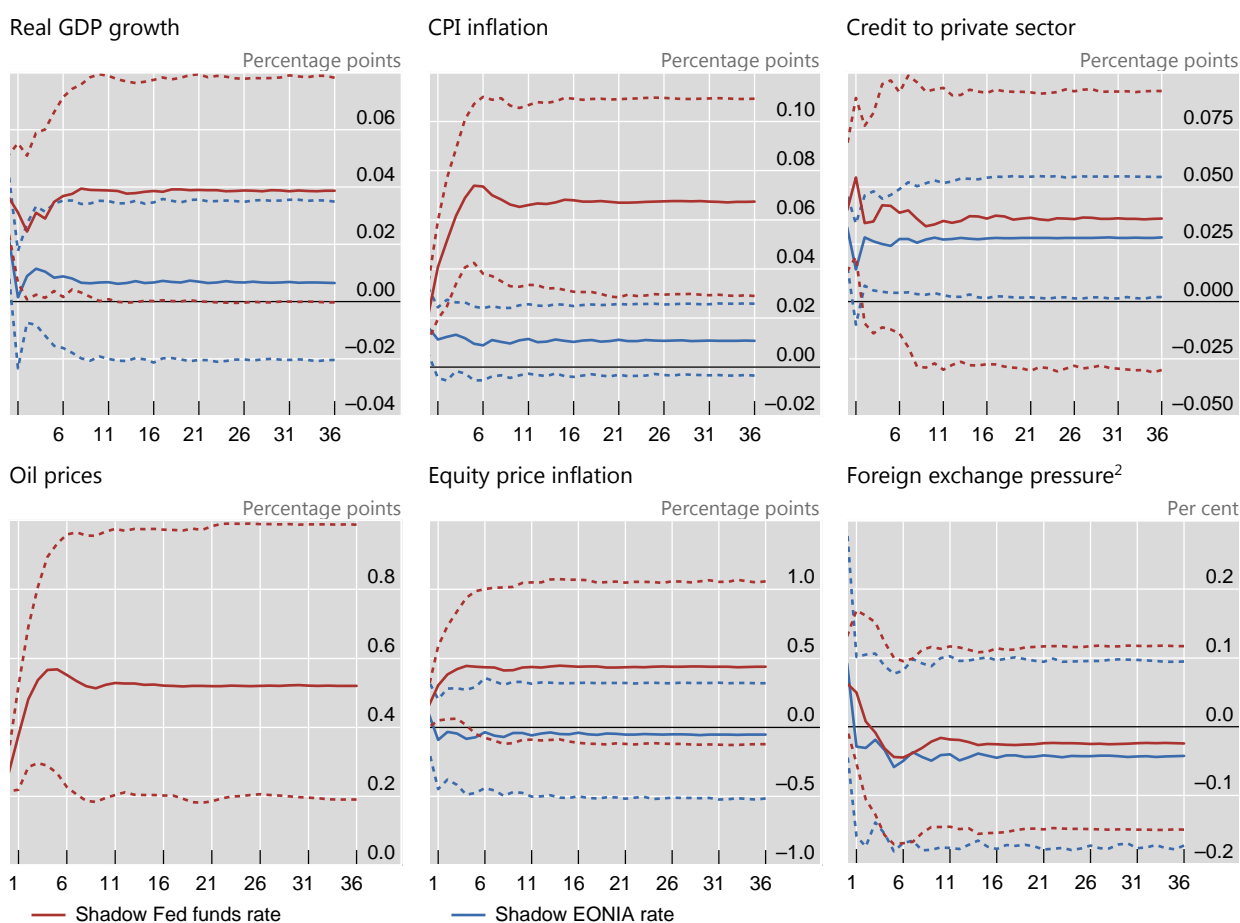 Real GDP growth
Percentage points
0.06
0.04
0.02
0.00
–0.02
–0.04
6 11 16 21 26 31 36
CPI inflation
Percentage points
0.10
0.08
0.06
0.04
0.02
0.00
–0.02
6 11 16 21 26 31 36
Credit to private sector
Percentage points
0.075
0.050
0.025
0.000
–0.025
–0.050
6 11 16 21 26 31 36
Oil prices
Percentage points
0.8
0.6
0.4
0.2
0.0
1 6 11 16 21 26 31 36
Equity price inflation
Percentage points
1.0
0.5
0.0
–0.5
–1.0
1 6 11 16 21 26 31 36
Foreign exchange pressure²
Per cent
0.2
0.1
0.0
–0.1
–0.2
1 6 11 16 21 26 31 36
Shadow Fed funds rate
Shadow EONIA rate